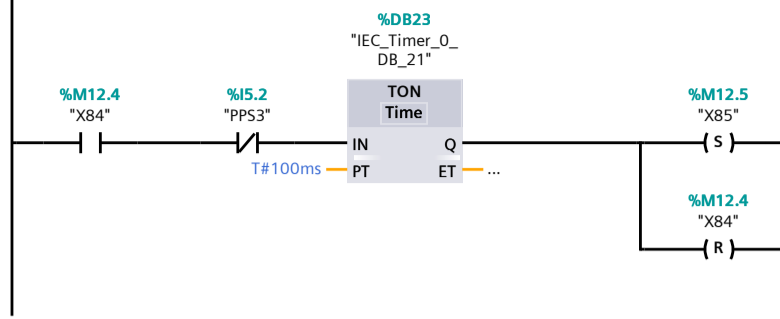 %DB23
"IEC_Timer_0_
DB_21"
%M12.4
"X84"
%I5.2
"PPS3"
TON
Time
%M12.5
"X85"
IN
Q
S
T#100ms
PT
ET
...
%M12.4
"X84"
R